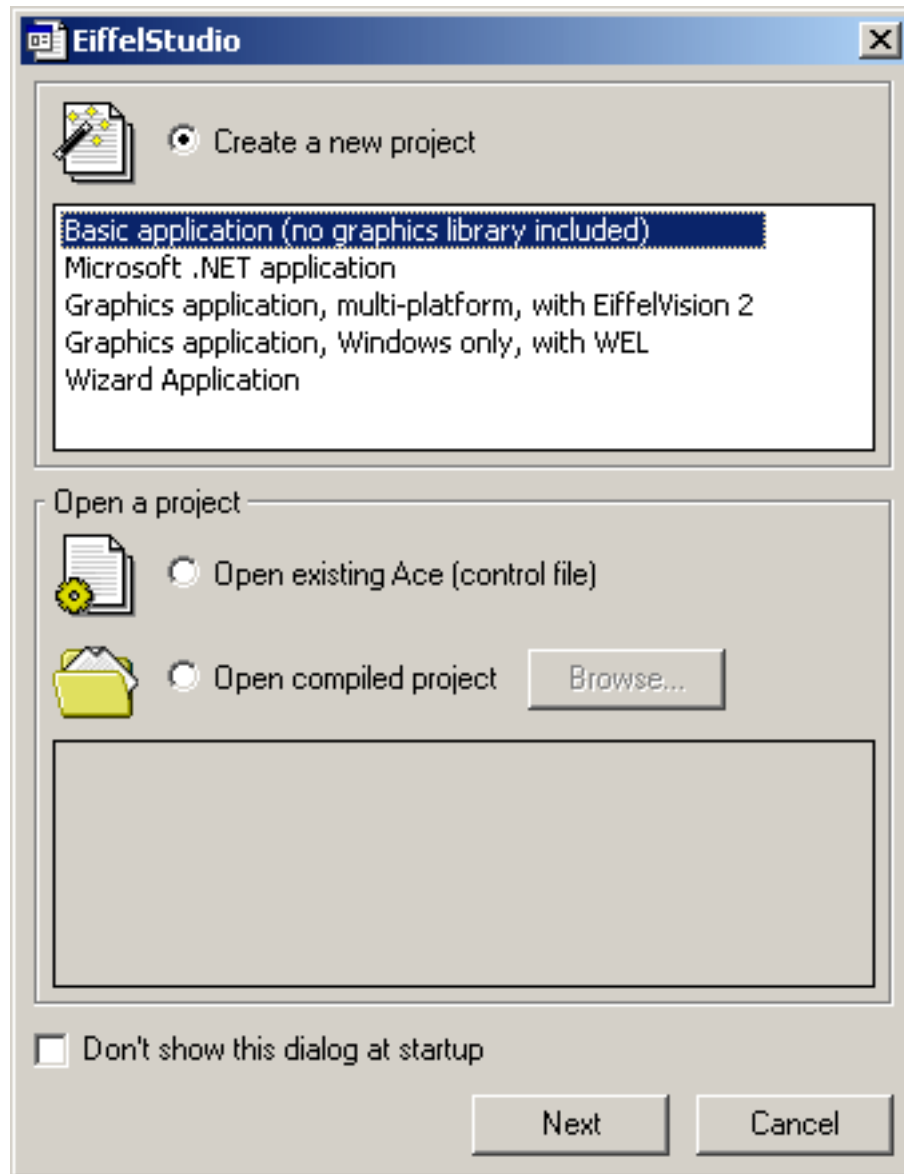 EiffelStudio
Create a new project
Basic application (no graphics library included)
Microsoft .NET application
Graphics application, multi-platform, with EiffelVision 2
Graphics application, Windows only, with WEL
Wizard Application
Open a project
Open existing Ace (control file)
Open compiled project
Browse...
Don't show this dialog at startup
Next
Cancel